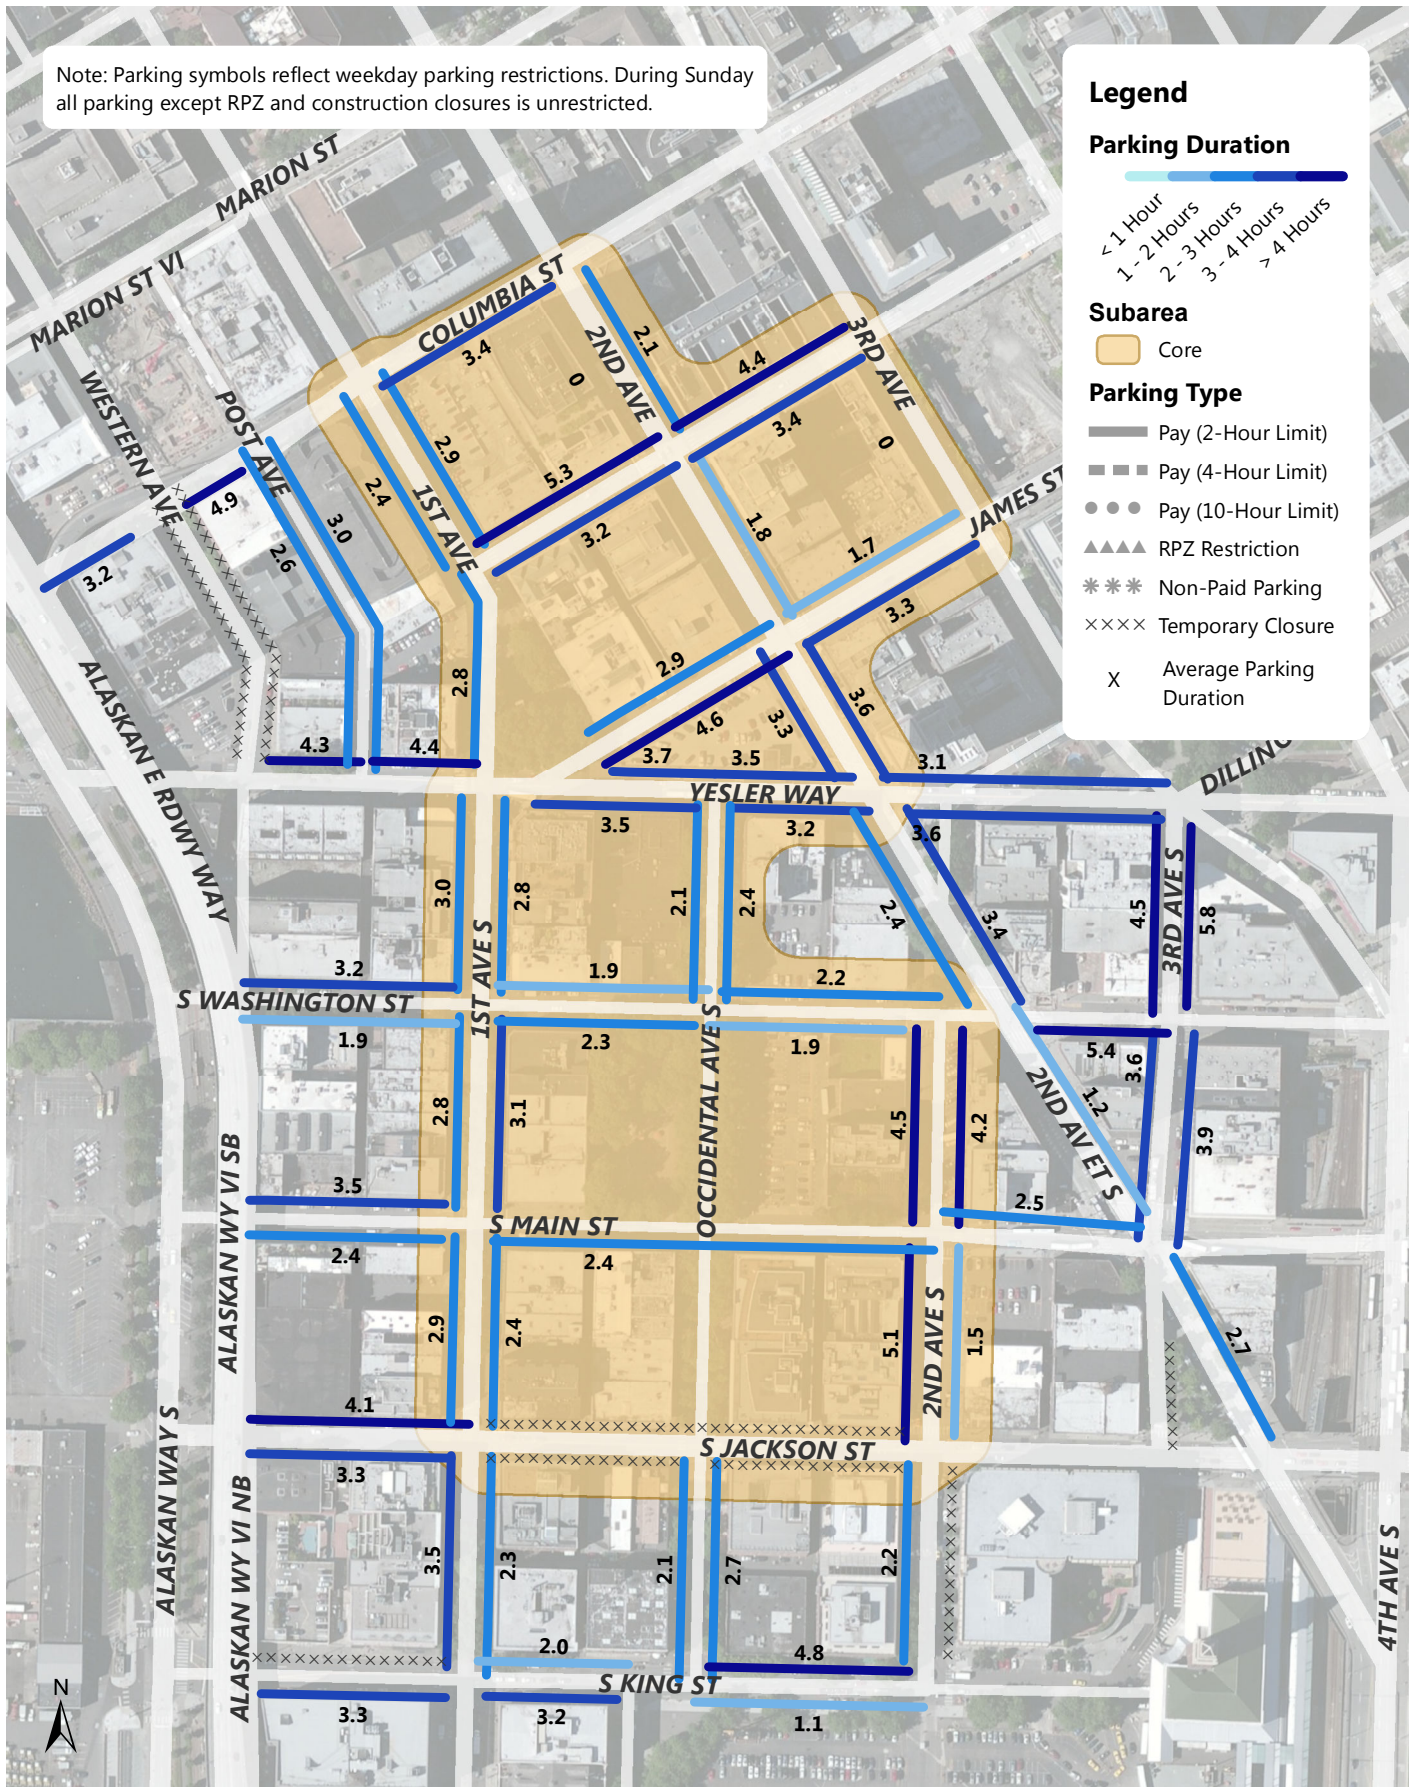 Note: Parking symbols reflect weekday parking restrictions. During Sunday
all parking except RPZ and construction closures is unrestricted.
Legend
Parking Duration
< 1 Hour
1 - 2 Hours
2 - 3 Hours
3 - 4 Hours
> 4 Hours
Subarea
Core
Parking Type
Pay (2-Hour Limit)
Pay (4-Hour Limit)
Pay (10-Hour Limit)
RPZ Restriction
Non-Paid Parking
Temporary Closure
X
Average Parking
Duration
MARION ST
MARION ST VI
COLUMBIA ST
2ND AVE
3RD AVE
JAMES ST
WESTERN AVE
POST AVE
1ST AVE
3.4
0
2.1
4.4
3.4
0
2.9
2.4
5.3
3.2
1.8
1.7
3.3
4.9
3.2
3.0
2.6
2.8
2.9
4.6
3.3
3.6
4.3
4.4
3.7
3.5
3.1
ALASKAN E RDWY WAY
YESLER WAY
DILLING
3.5
3.2
3.6
3.0
2.8
2.1
2.4
2.4
3.4
4.5
3RD AVE S
5.8
3.2
1.9
2.2
S WASHINGTON ST
1ST AVE S
OCCIDENTAL AVE S
1.9
2.3
1.9
5.4
3.6
2.8
3.1
4.5
4.2
1.2
2ND AV ET S
3.9
ALASKAN WY VI SB
3.5
2.5
S MAIN ST
2.4
2.4
2.9
2.4
5.1
2ND AVE S
1.5
2.7
4.1
S JACKSON ST
3.3
ALASKAN WAY S
ALASKAN WY VI NB
3.5
2.3
2.1
2.7
2.2
4TH AVE S
2.0
4.8
S KING ST
3.3
3.2
1.1
N